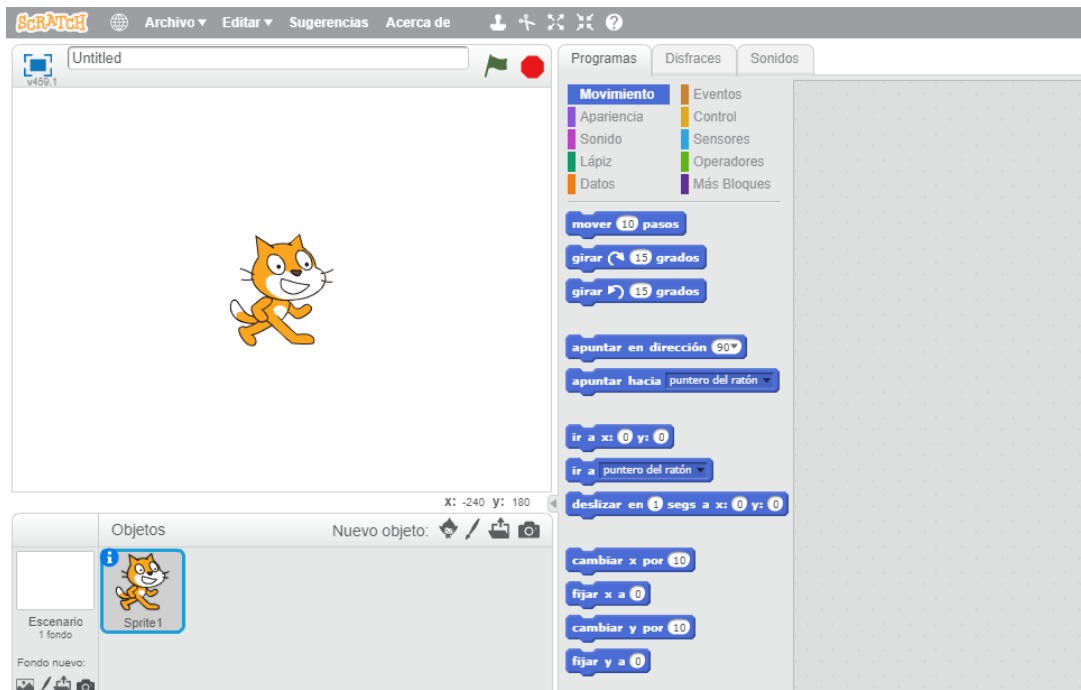 SCRATCH Archivo Editar Sugerencias Acerca de
Untitled
v459.1
Programas Disfraces Sonidos
Movimiento Eventos
Apariencia Control
Sonido Sensores
Lápiz Operadores
Datos Más Bloques
mover 10 pasos
girar 15 grados
girar 15 grados
apuntar en dirección 90
apuntar hacia puntero del ratón
ir a x: 0 y: 0
ir a puntero del ratón
deslizar en 1 segs a x: 0 y: 0
cambiar x por 10
fijar x a 0
cambiar y por 10
fijar y a 0
X: -240 Y: 180
Objetos Nuevo objeto:
Escenario
1 fondo
Sprite1
Fondo nuevo: